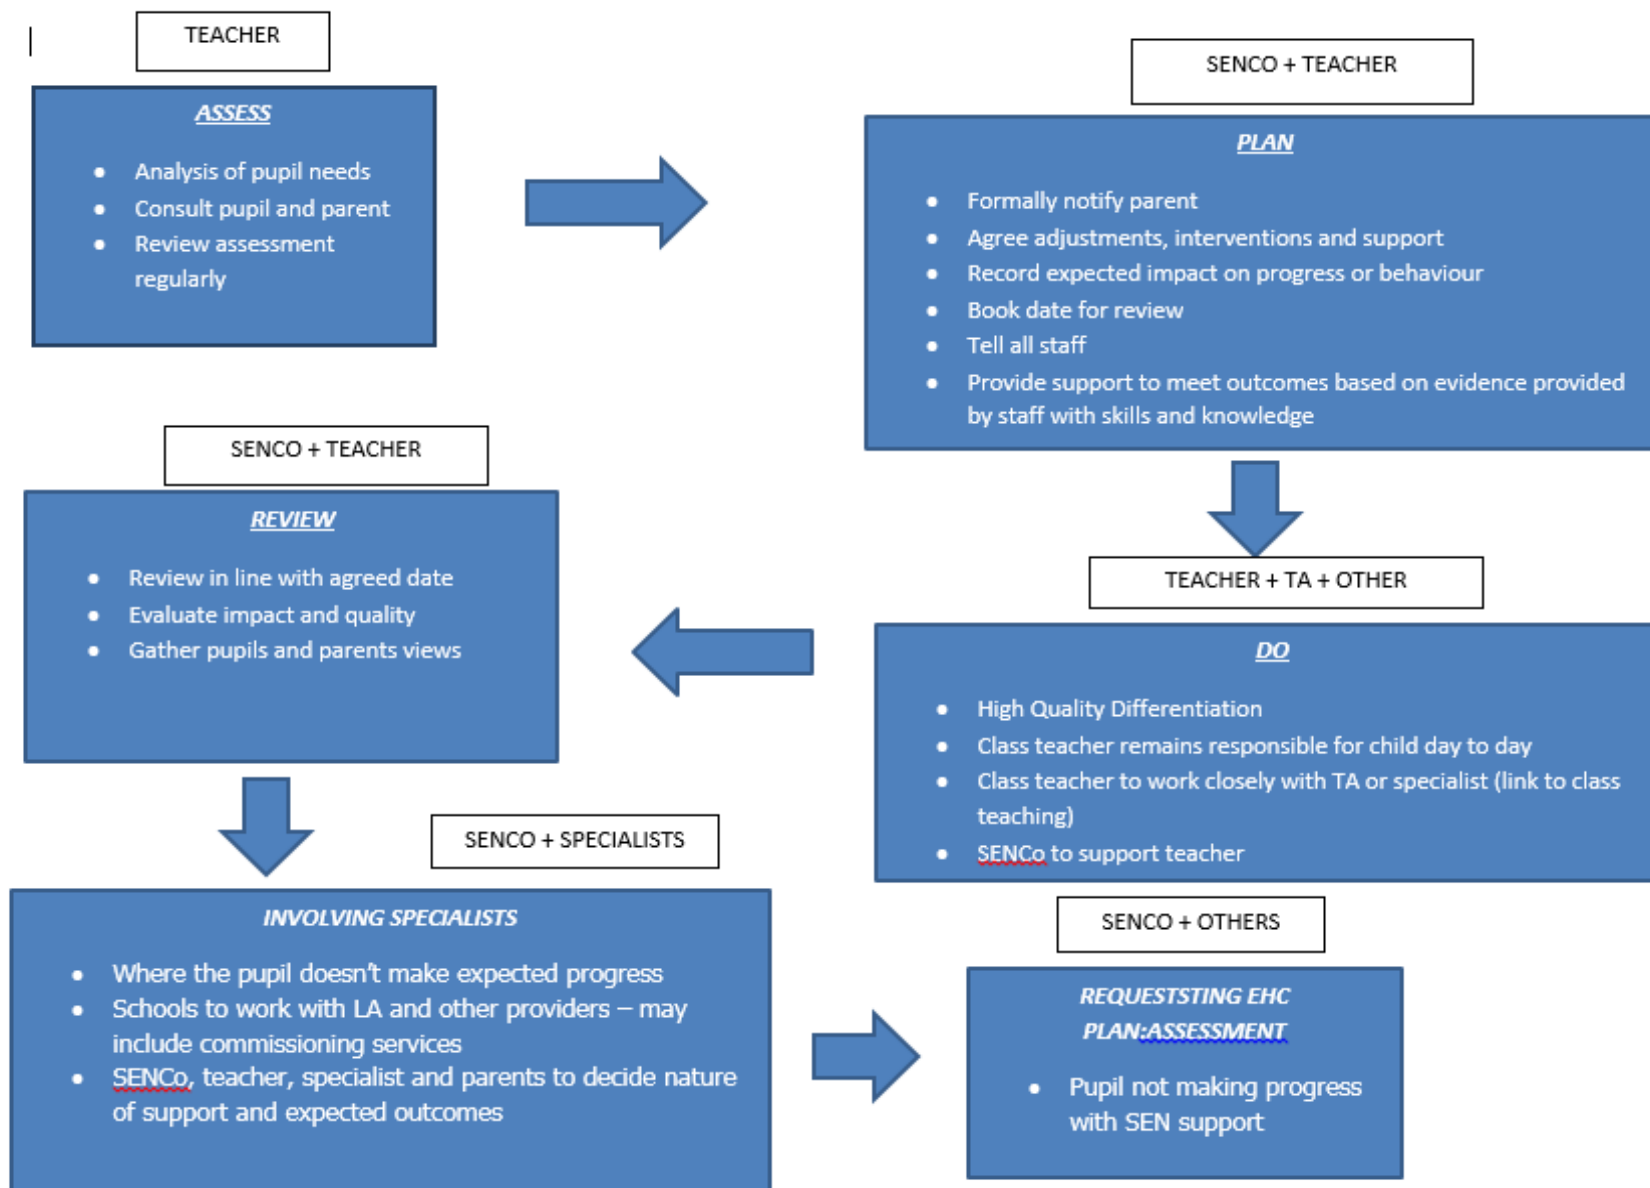 TEACHER
ASSESS
• Analysis of pupil needs
• Consult pupil and parent
• Review assessment
regularly
SENCO + TEACHER
PLAN
• Formally notify parent
• Agree adjustments, interventions and support
• Record expected impact on progress or behaviour
• Book date for review
• Tell all staff
• Provide support to meet outcomes based on evidence provided
by staff with skills and knowledge
TEACHER + TA + OTHER
DO
• High Quality Differentiation
• Class teacher remains responsible for child day to day
• Class teacher to work closely with TA or specialist (link to class
teaching)
• SENCo to support teacher
SENCO + TEACHER
REVIEW
• Review in line with agreed date
• Evaluate impact and quality
• Gather pupils and parents views
SENCO + SPECIALISTS
INVOLVING SPECIALISTS
• Where the pupil doesn't make expected progress
• Schools to work with LA and other providers – may
include commissioning services
• SENCo, teacher, specialist and parents to decide nature
of support and expected outcomes
SENCO + OTHERS
REQUESTSTING EHC
PLAN:ASSESSMENT
• Pupil not making progress
with SEN support